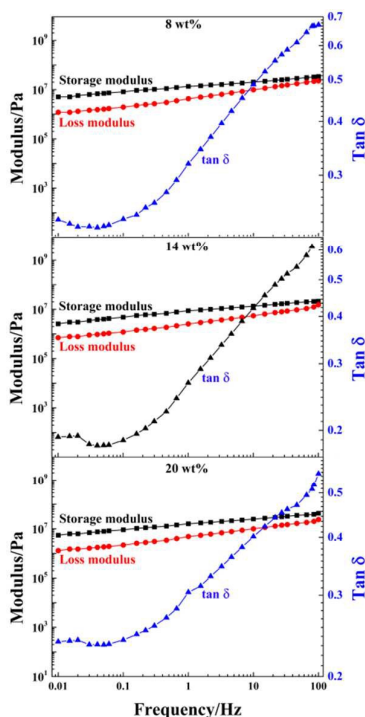 8 wt%
0.7
10⁹
0.6
Storage modulus
0.5
10⁷
Loss modulus
0.4
10⁵
Modulus/Pa
Tan δ
tan δ
0.3
10³
14 wt%
0.6
10⁹
0.5
Storage modulus
10⁷
0.4
Loss modulus
10⁵
Modulus/Pa
Tan δ
0.3
tan δ
10³
0.2
20 wt%
10⁹
0.5
Storage modulus
10⁷
0.4
Loss modulus
10⁵
Modulus/Pa
Tan δ
tan δ
0.3
10³
10¹
0.2
0.01 0.1 1 10 100
Frequency/Hz